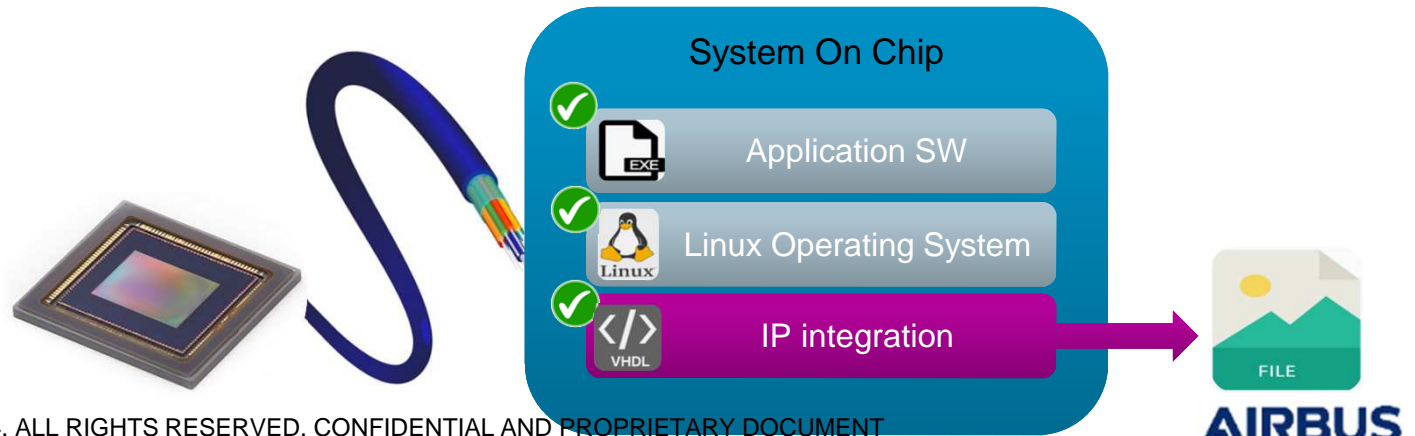 System On Chip
EXE
Application SW
Linux
Linux Operating System
</>
VHDL
IP integration
FILE
. ALL RIGHTS RESERVED. CONFIDENTIAL AND PROPRIETARY DOCUMENT
AIRBUS